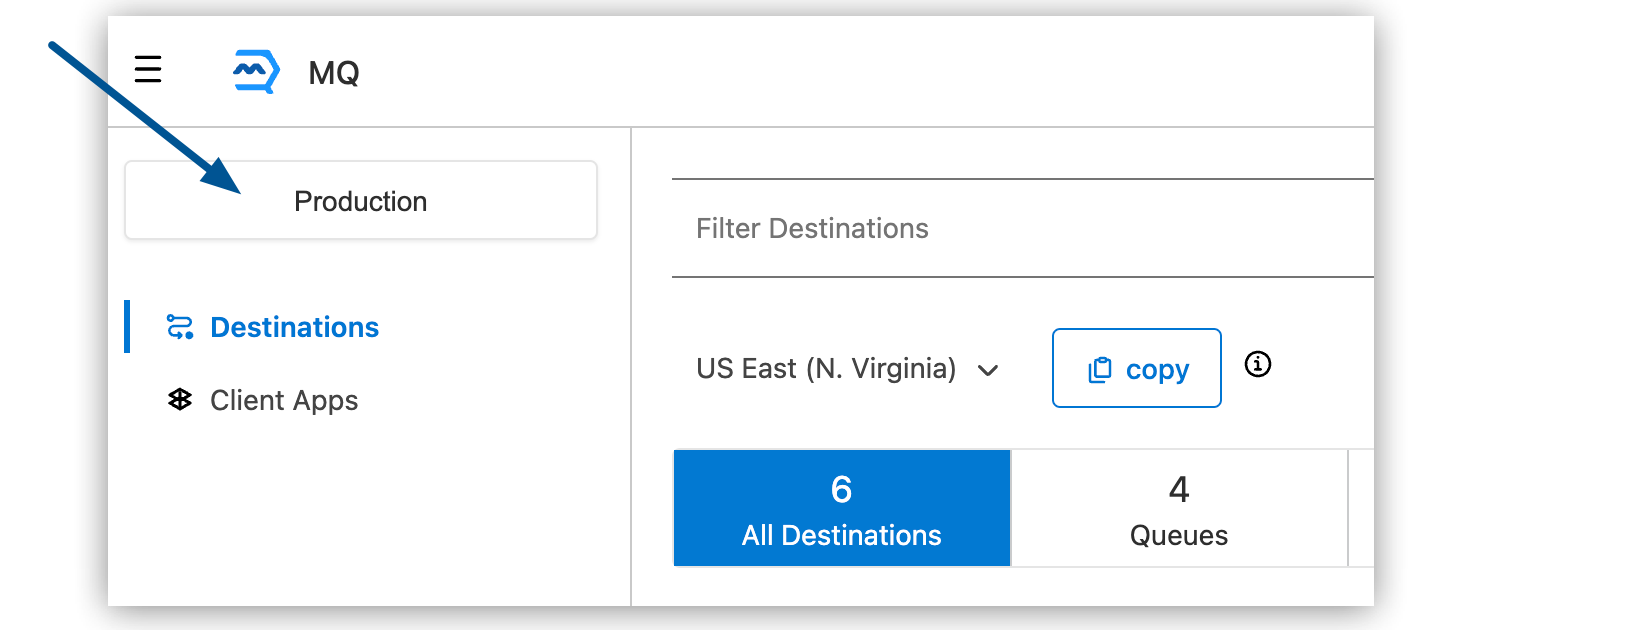 MQ
Production
Destinations
Client Apps
Filter Destinations
US East (N. Virginia)
copy
6
All Destinations
4
Queues